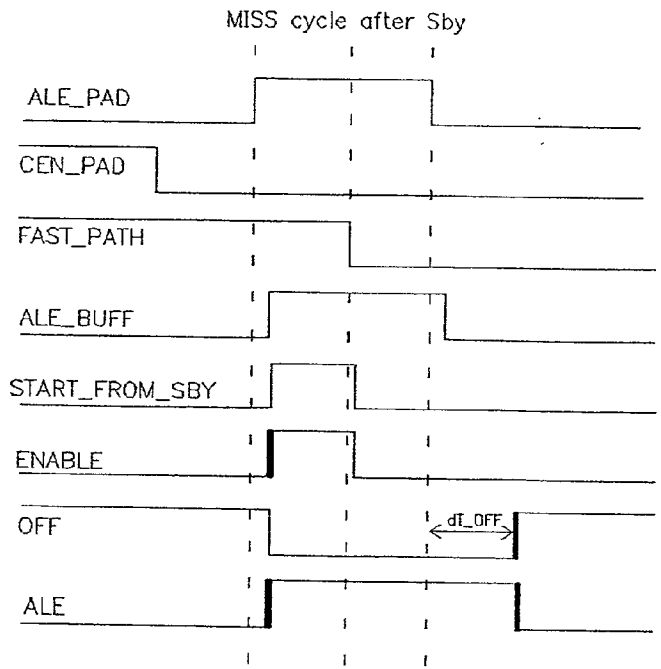 MISS cycle after Sby
ALE_PAD
CEN_PAD
FAST_PATH
ALE_BUFF
START_FROM_SBY
ENABLE
OFF
dT_OFF
ALE